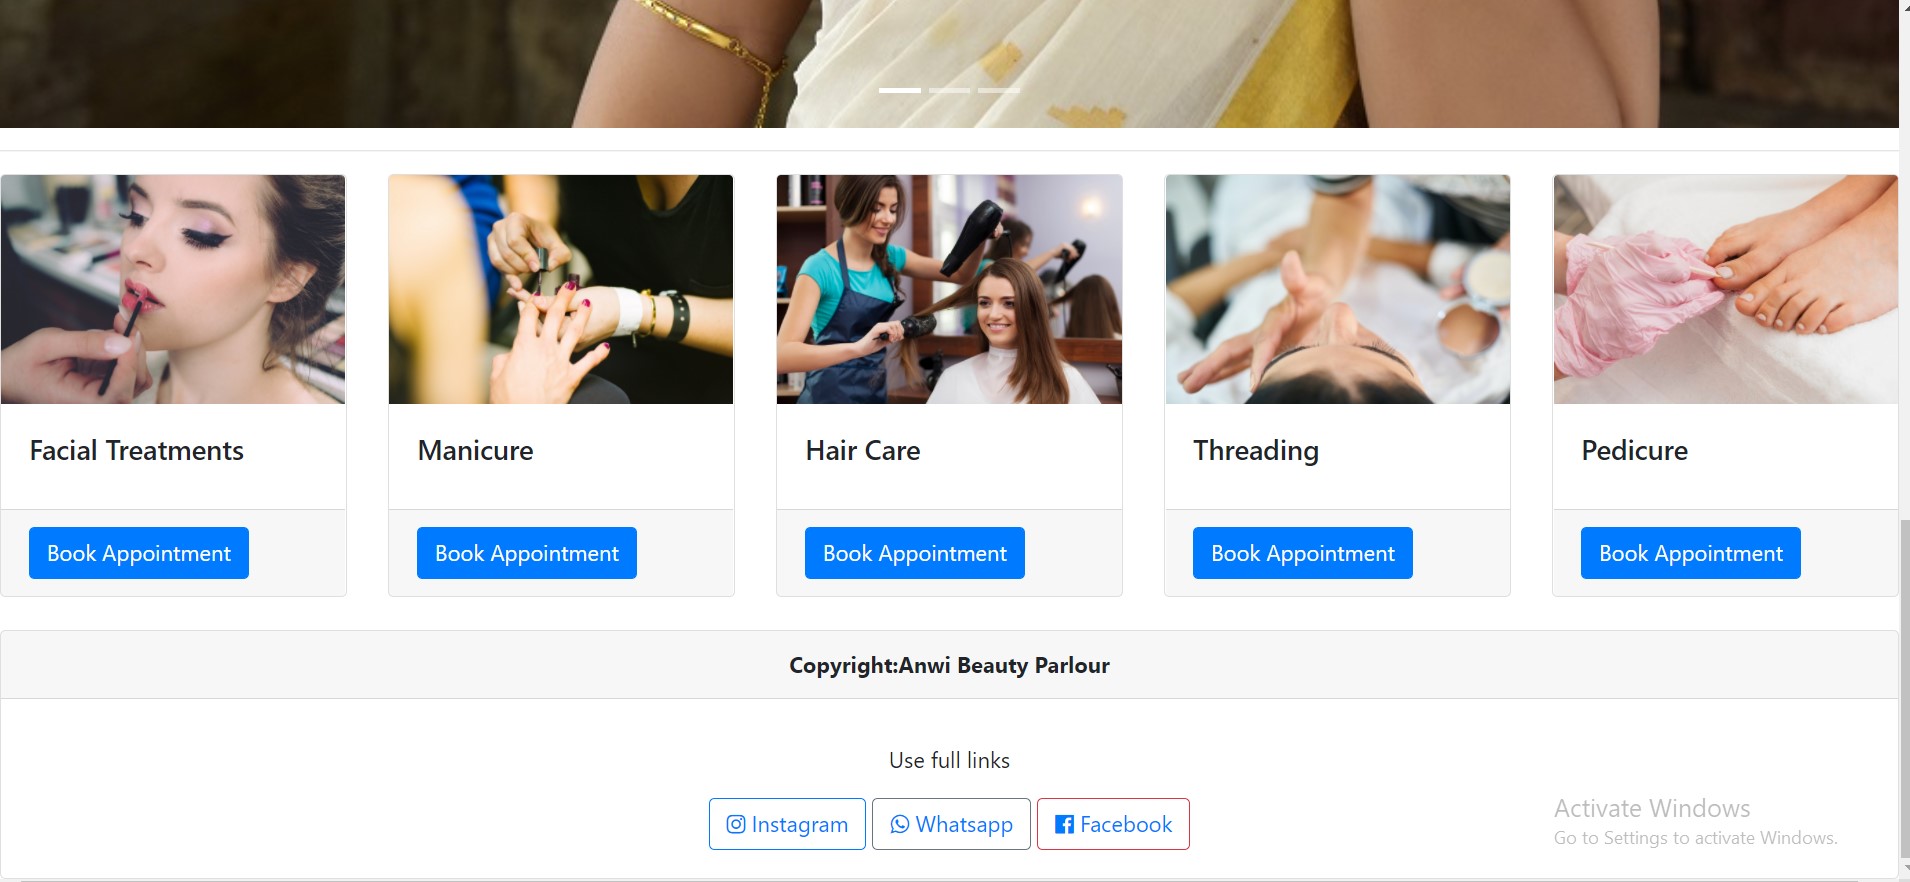 Facial Treatments
Manicure
Hair Care
Threading
Pedicure
Book Appointment
Book Appointment
Book Appointment
Book Appointment
Book Appointment
Copyright:Anwi Beauty Parlour
Use full links
Instagram
Whatsapp
Facebook
Activate Windows
Go to Settings to activate Windows.